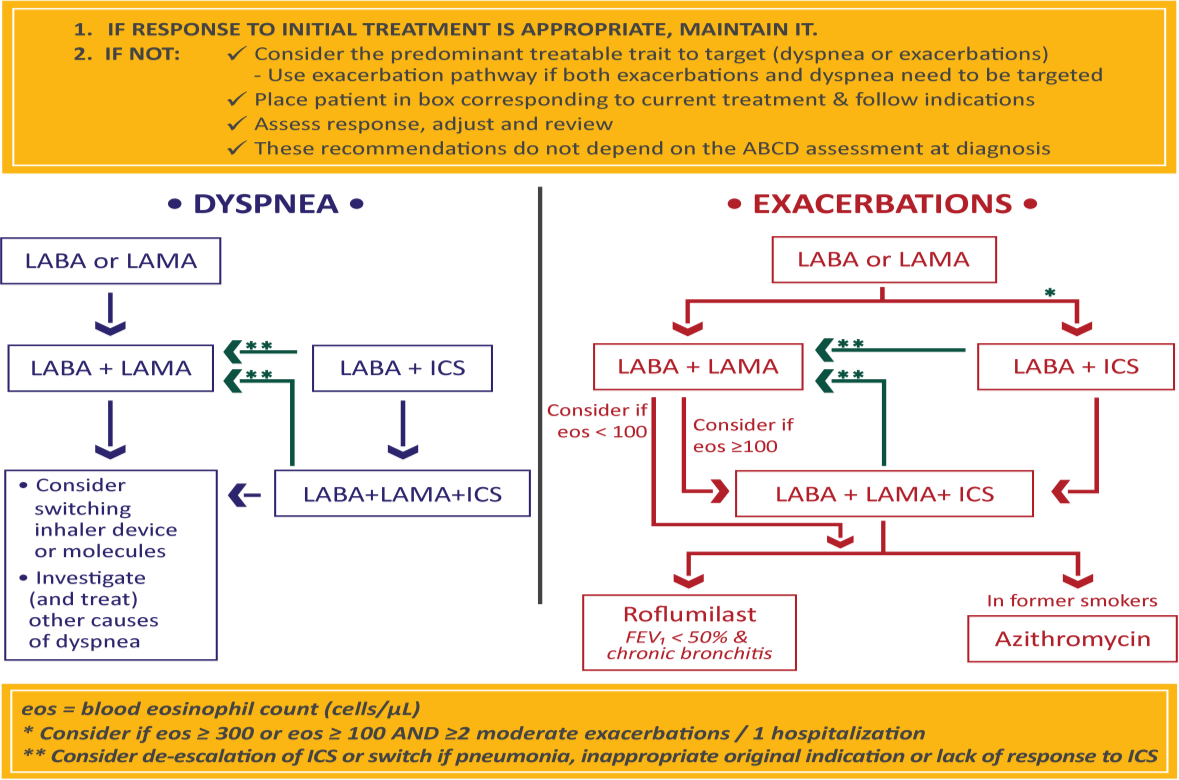 1. IF RESPONSE TO INITIAL TREATMENT IS APPROPRIATE, MAINTAIN IT.
2. IF NOT: ✓ Consider the predominant treatable trait to target (dyspnea or exacerbations)
- Use exacerbation pathway if both exacerbations and dyspnea need to be targeted
✓ Place patient in box corresponding to current treatment & follow indications
✓ Assess response, adjust and review
✓ These recommendations do not depend on the ABCD assessment at diagnosis
• DYSPNEA •
LABA or LAMA
LABA + LAMA
**
**
LABA + ICS
LABA+LAMA+ICS
• Consider
switching
inhaler device
or molecules
• Investigate
(and treat)
other causes
of dyspnea
• EXACERBATIONS •
LABA or LAMA
*
LABA + LAMA
**
**
LABA + ICS
Consider if
eos < 100
Consider if
eos ≥100
LABA + LAMA+ ICS
Roflumilast
FEV₁ < 50% &
chronic bronchitis
In former smokers
Azithromycin
eos = blood eosinophil count (cells/μL)
* Consider if eos ≥ 300 or eos ≥ 100 AND ≥2 moderate exacerbations / 1 hospitalization
** Consider de-escalation of ICS or switch if pneumonia, inappropriate original indication or lack of response to ICS